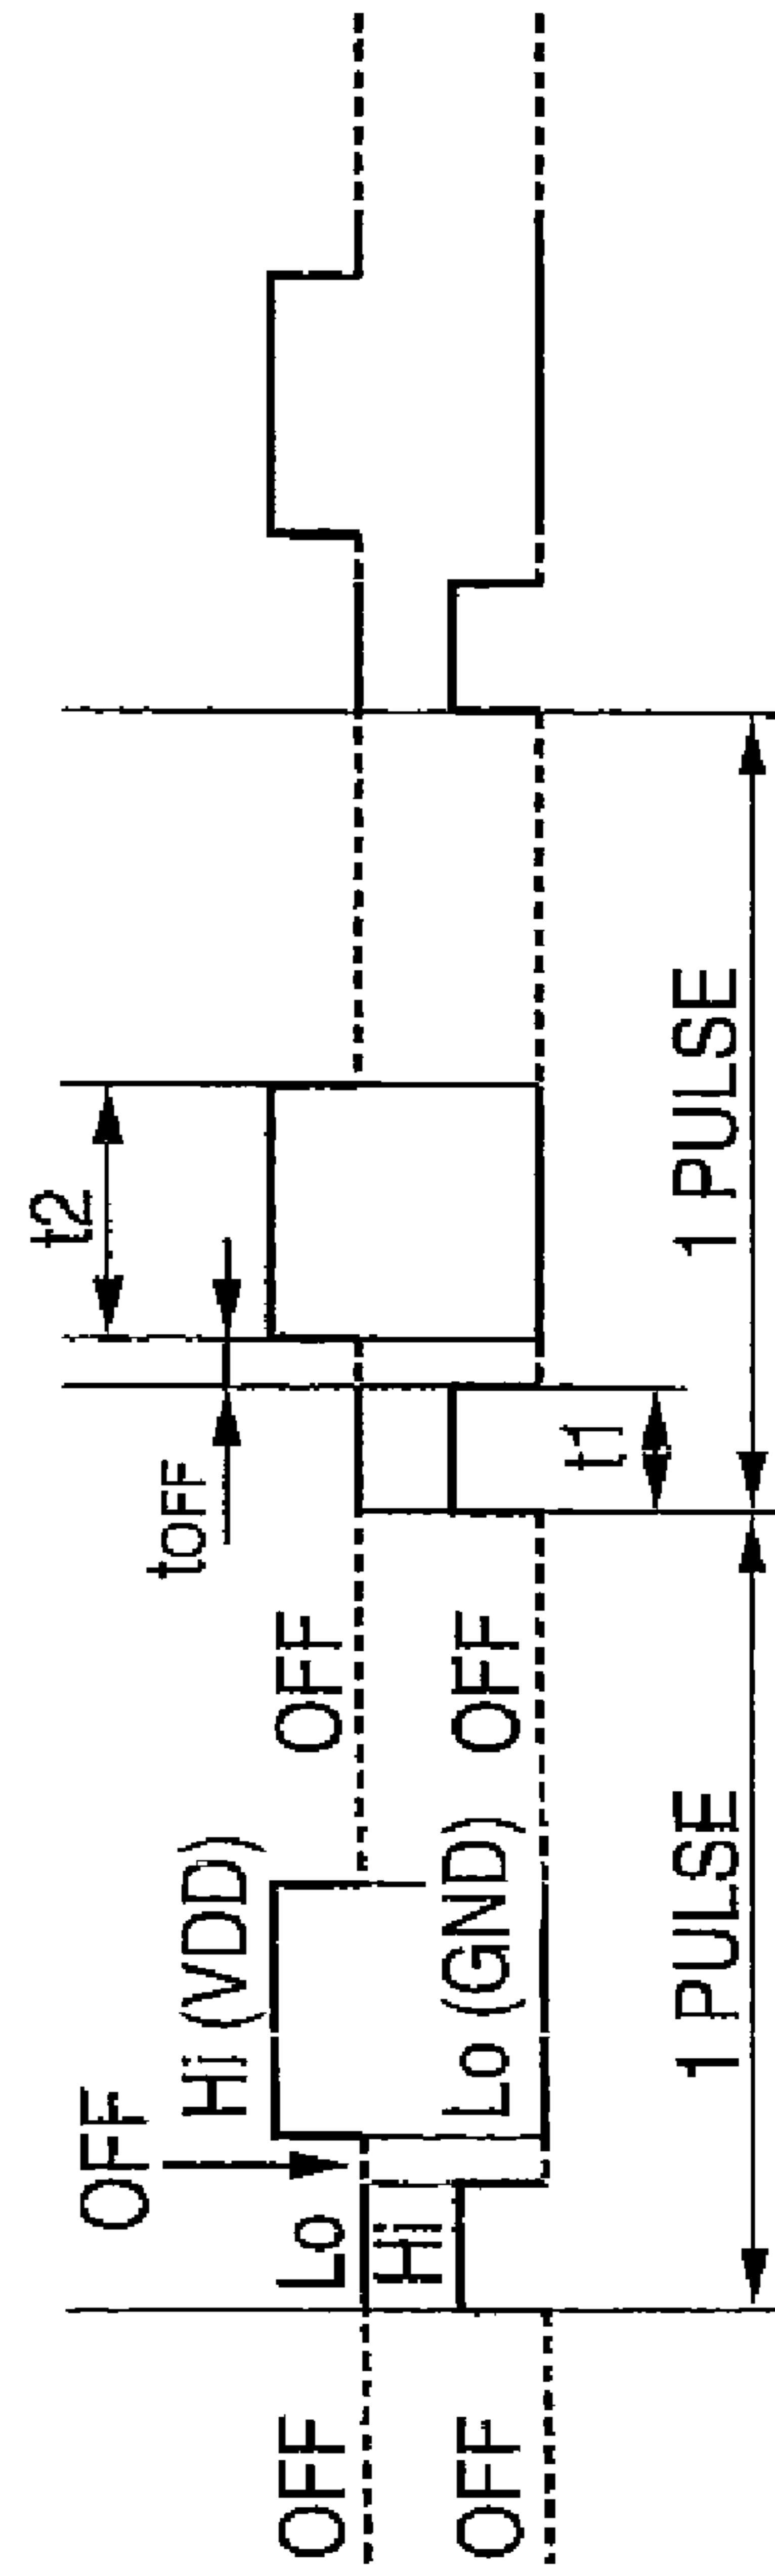 t2
tOFF
OFF
Hi (VDD)
OFF
Lo
OFF
Hi
OFF
Lo (GND)
OFF
t1
1 PULSE
1 PULSE